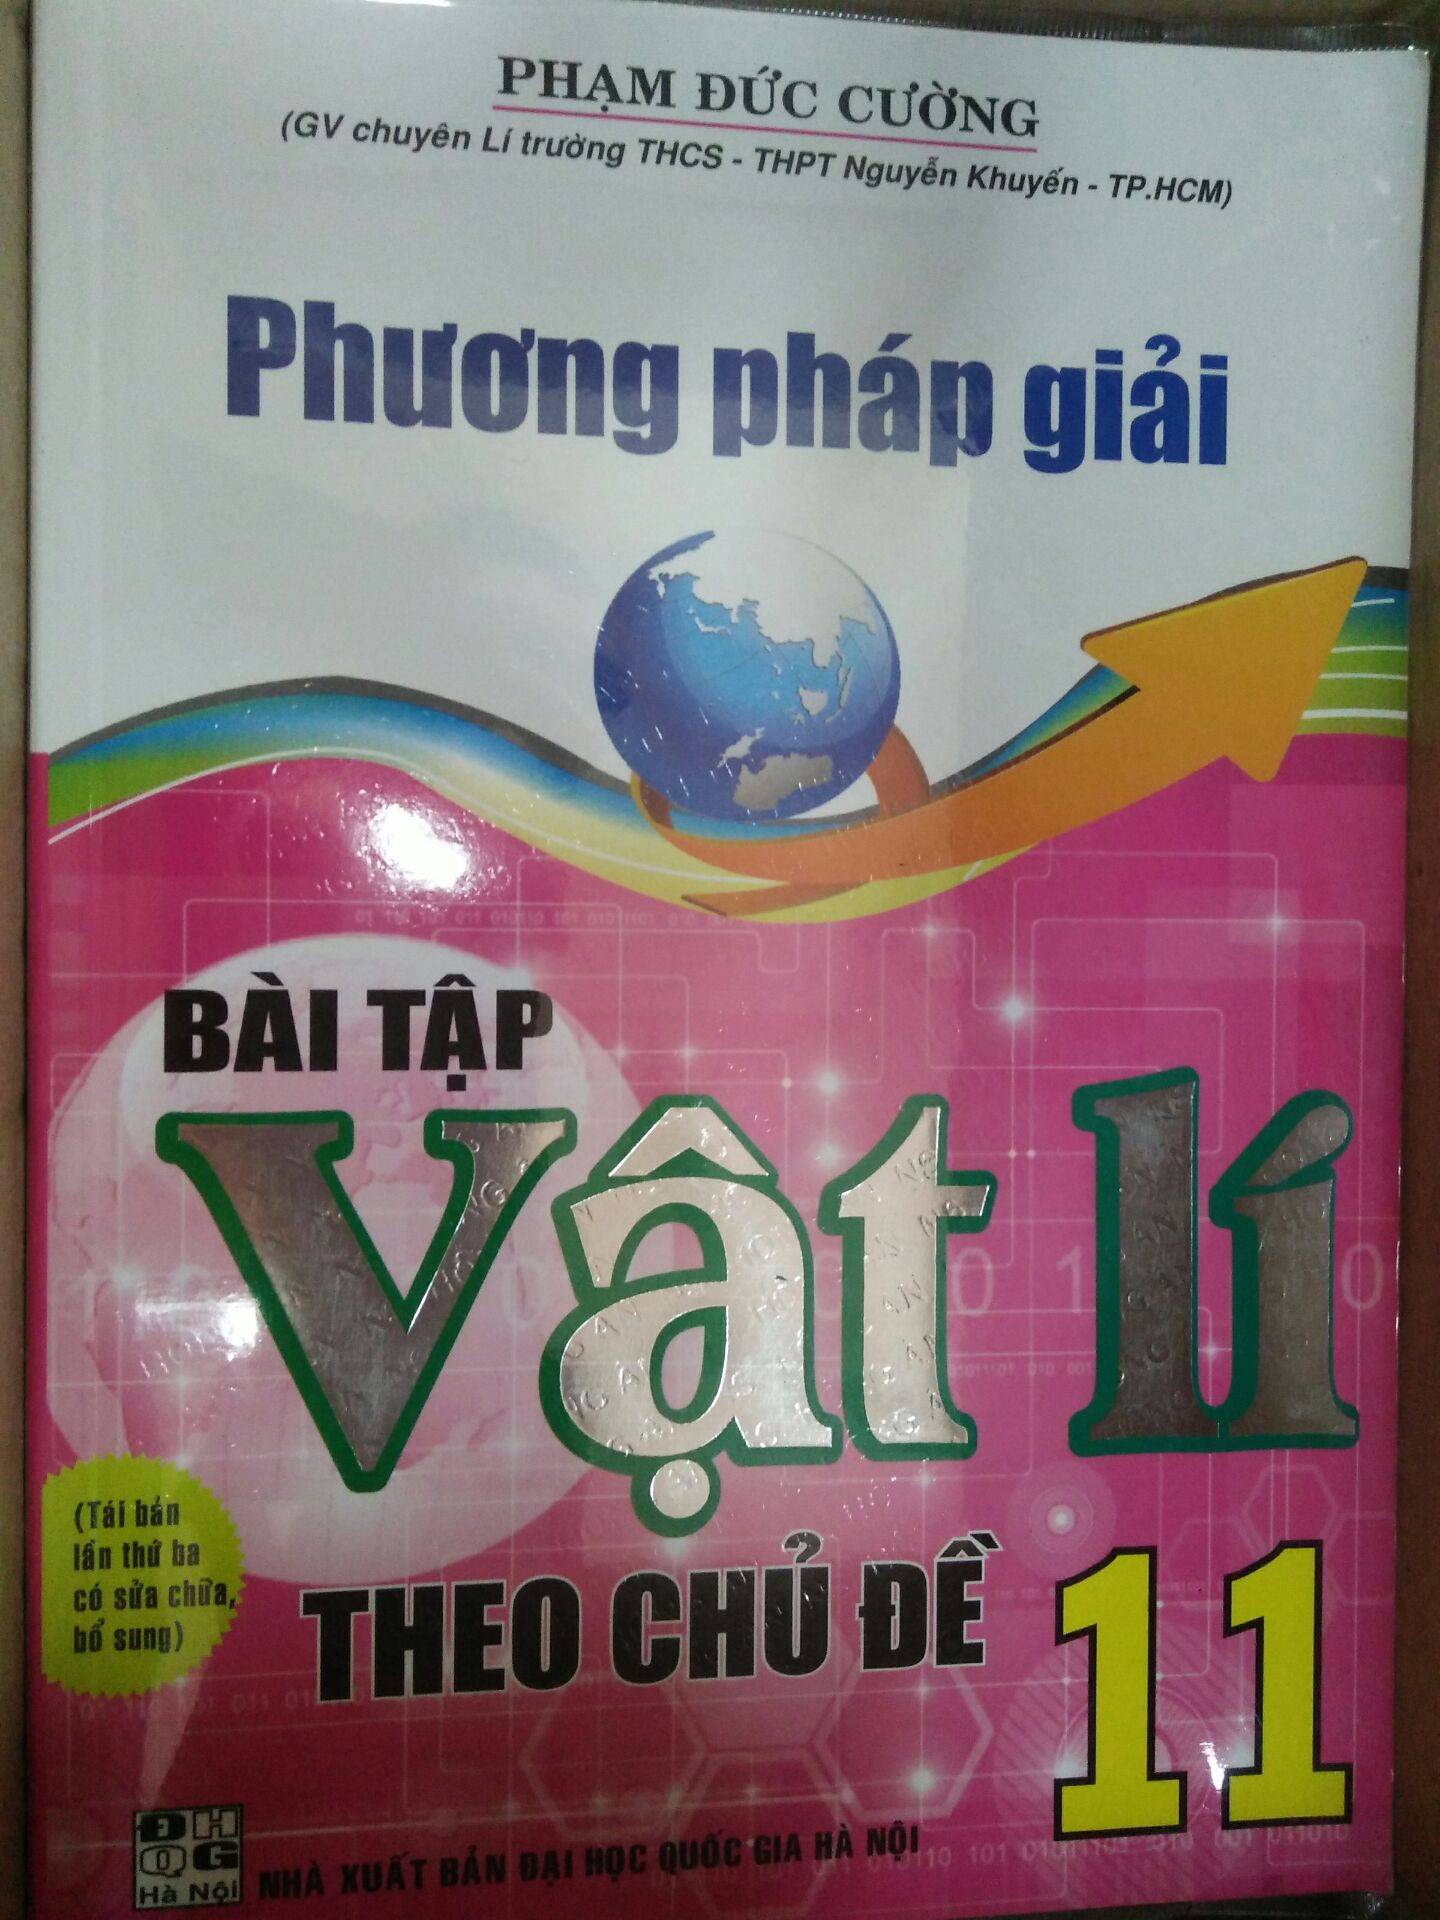 PHẠM ĐỨC CƯỜNG
(GV chuyên Lí trường THCS - THPT Nguyễn Khuyến - TP.HCM)
Phương pháp giải
BÀI TẬP
Vật lí
THEO CHỦ ĐỀ 11
(Tái bản
lần thứ ba
có sửa chữa,
bổ sung)
ĐH
QG
Hà Nội
NHÀ XUẤT BẢN ĐẠI HỌC QUỐC GIA HÀ NỘI